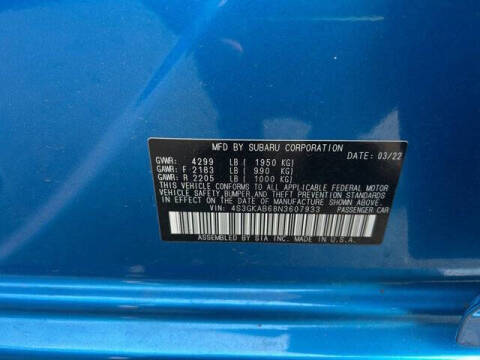 MFD BY SUBARU CORPORATION
DATE: 03/22
GVWR: 4299 LB ( 1950 KG)
GAWR: F 2183 LB ( 990 KG)
GAWR: R 2205 LB ( 1000 KG)
THIS VEHICLE CONFORMS TO ALL APPLICABLE FEDERAL MOTOR
VEHICLE SAFETY, BUMPER, AND THEFT PREVENTION STANDARDS
IN EFFECT ON THE DATE OF MANUFACTURE SHOWN ABOVE.
VIN: 4S3GKAB68N3607933 PASSENGER CAR
ASSEMBLED BY SIA INC. MADE IN U.S.A.